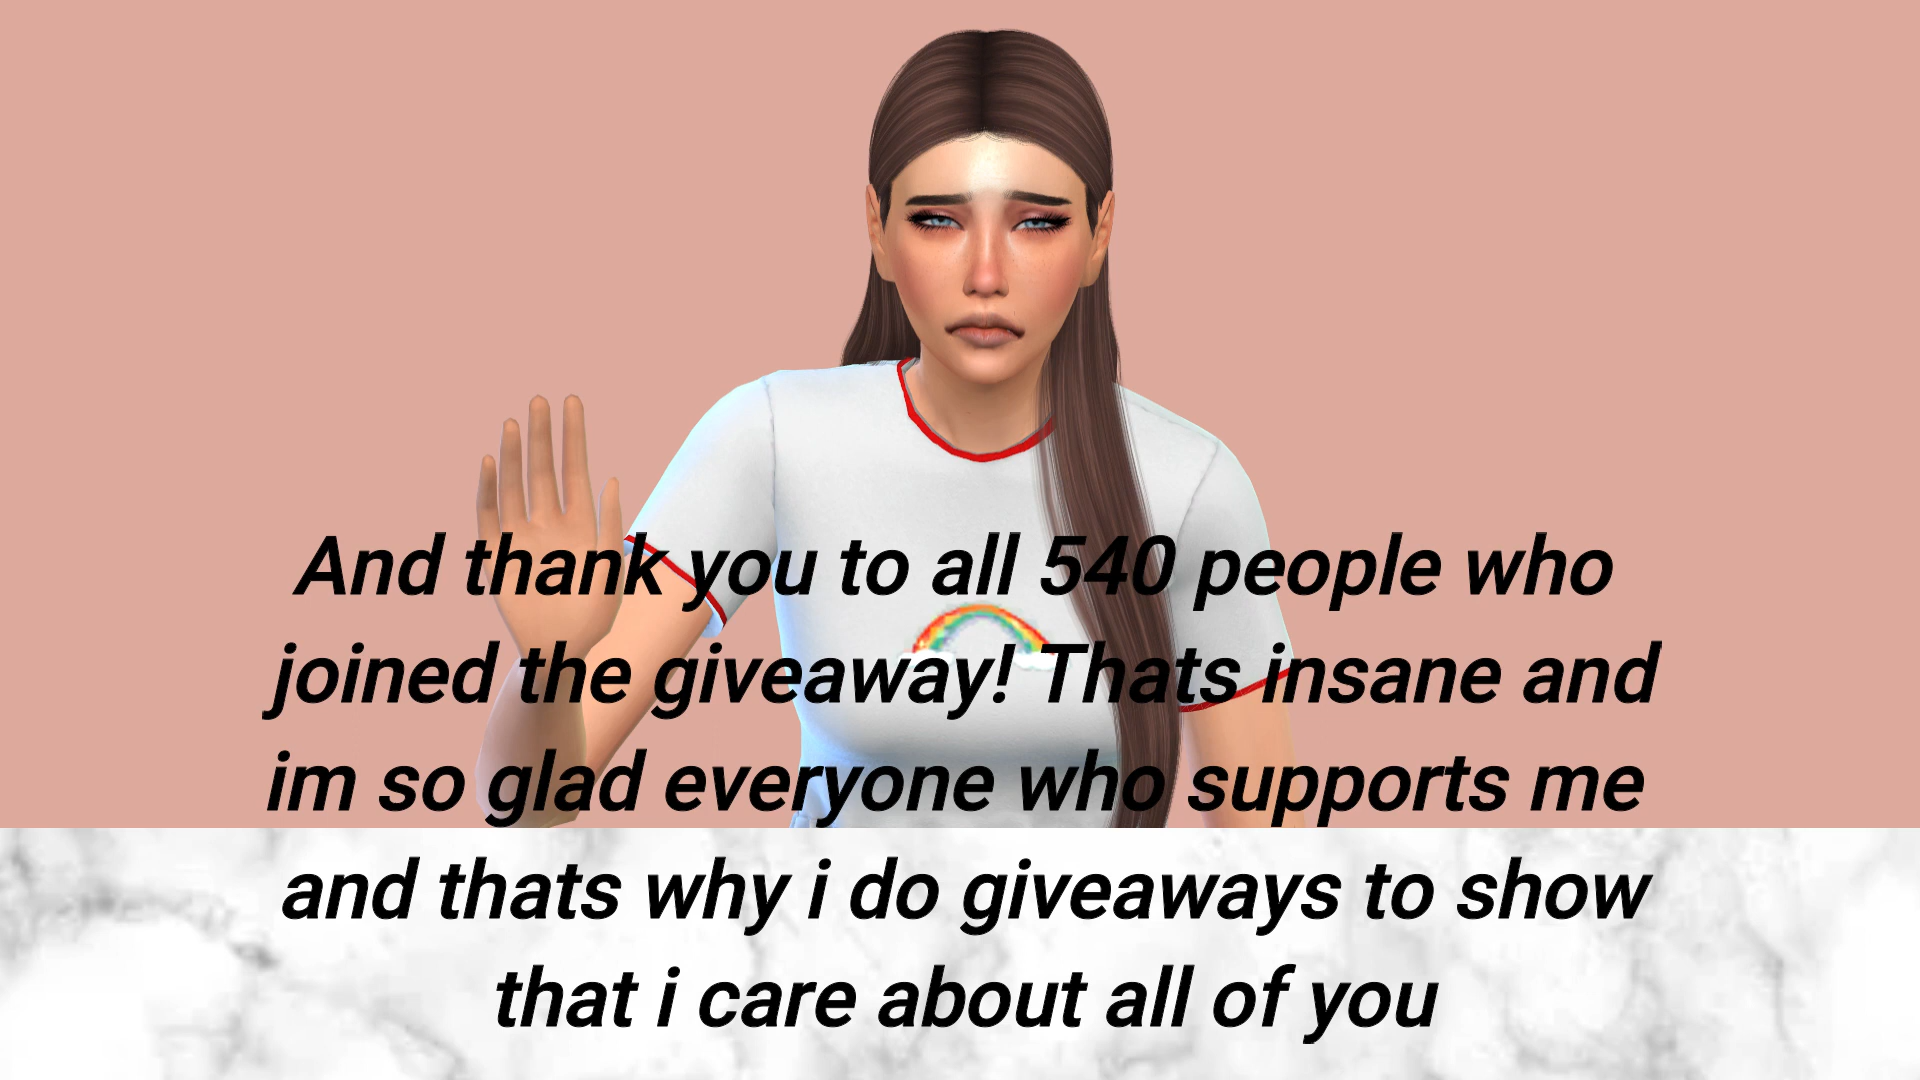 And thank you to all 540 people who
joined the giveaway! Thats insane and
im so glad everyone who supports me
and thats why i do giveaways to show
that i care about all of you